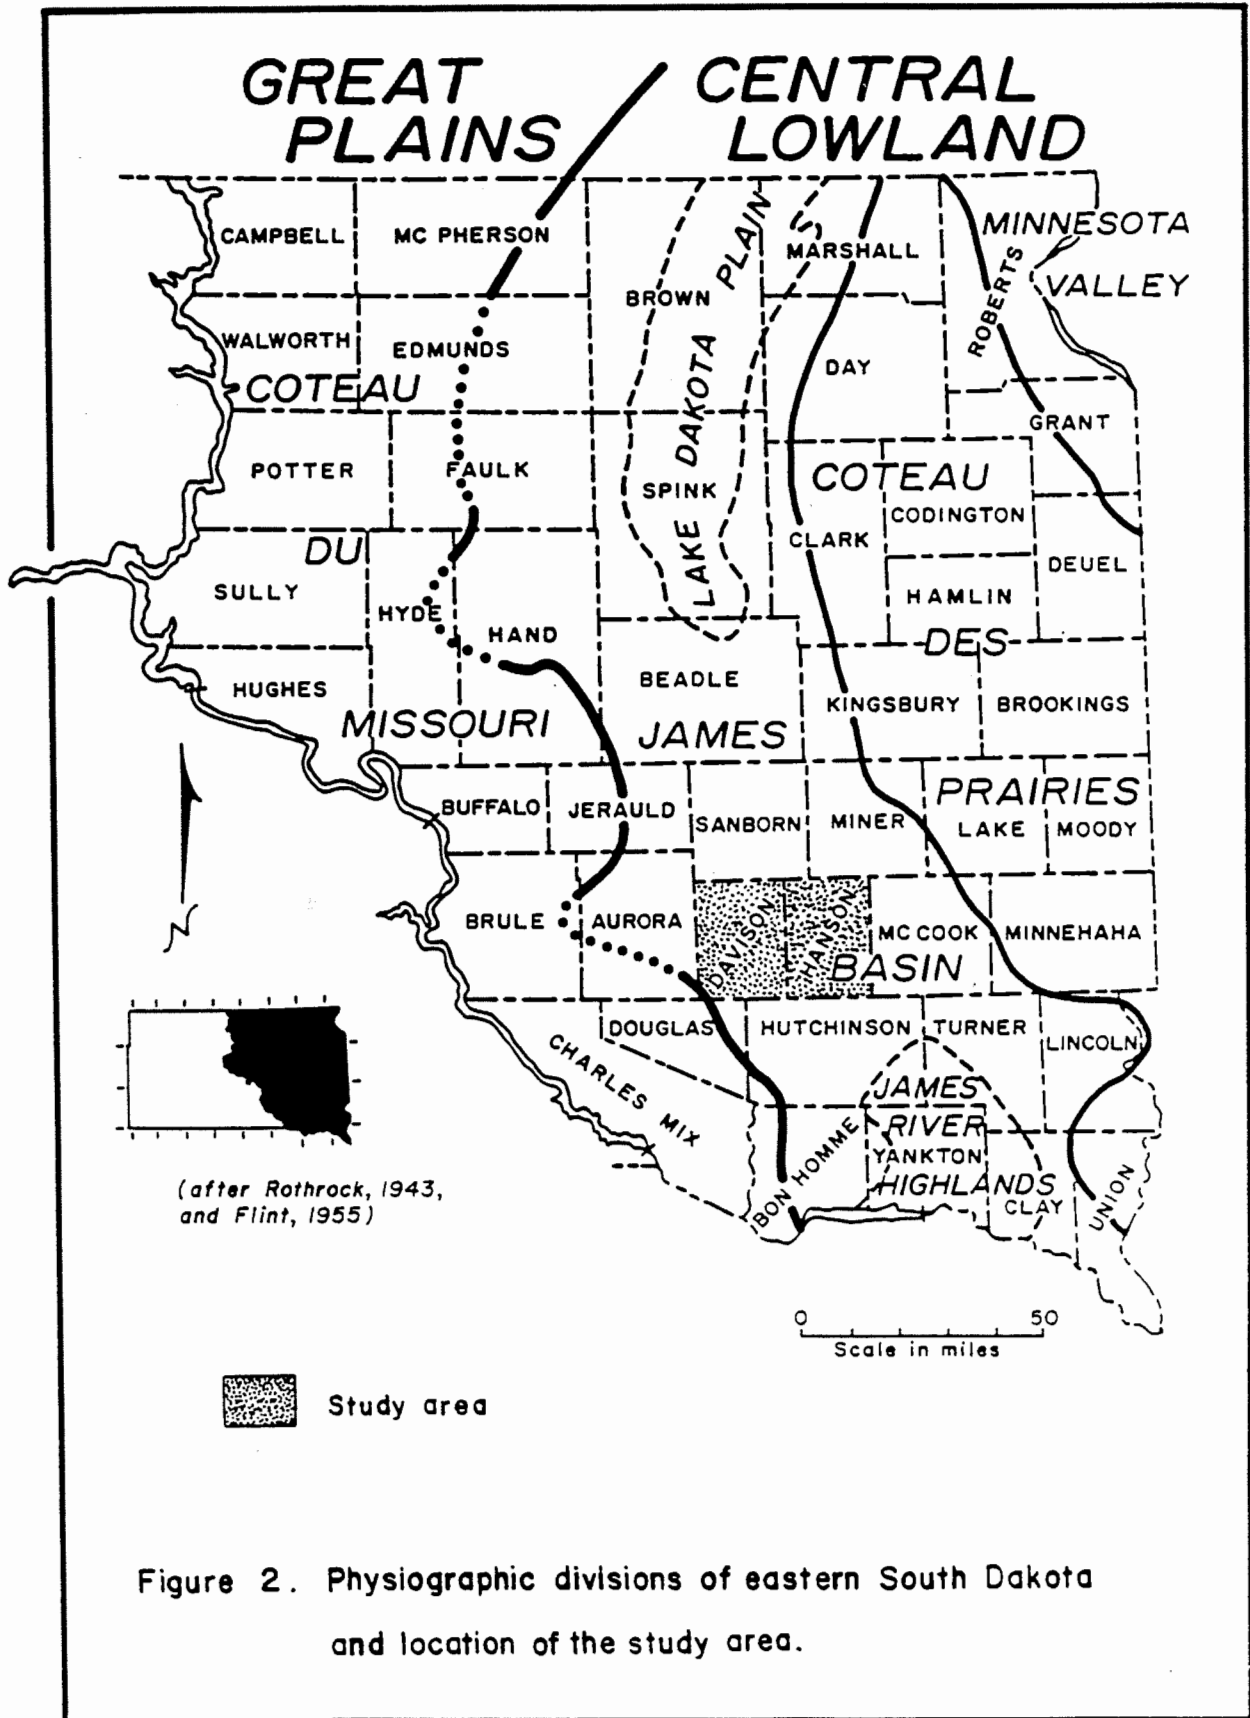 GREAT PLAINS
CENTRAL LOWLAND
CAMPBELL
MC PHERSON
BROWN
LAKE DAKOTA PLAIN
MARSHALL
ROBERTS
MINNESOTA
VALLEY
WALWORTH
EDMUNDS
DAY
COTEAU
GRANT
POTTER
FAULK
SPINK
COTEAU
CODINGTON
CLARK
DU
DEUEL
SULLY
HYDE
HAMLIN
HAND
DES
HUGHES
BEADLE
KINGSBURY
BROOKINGS
MISSOURI
JAMES
PRAIRIES
BUFFALO
JERAULD
SANBORN
MINER
LAKE
MOODY
BRULE
AURORA
DAVISON
HANSON
MC COOK
MINNEHAHA
BASIN
N
DOUGLAS
HUTCHINSON
TURNER
LINCOLN
CHARLES MIX
JAMES
RIVER
YANKTON
HIGHLANDS
BON HOMME
CLAY
UNION
(after Rothrock, 1943,
and Flint, 1955)
0 50
Scale in miles
Study area
Figure 2. Physiographic divisions of eastern South Dakota
and location of the study area.